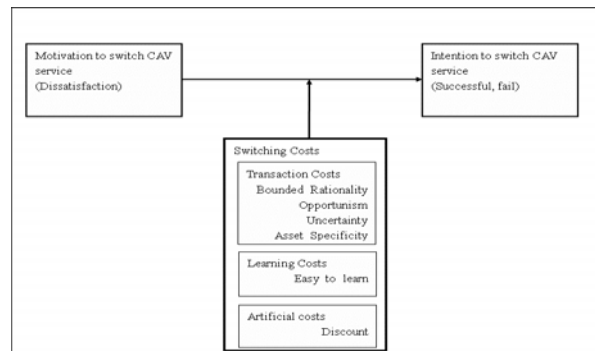 Motivation to switch CAV
service
(Dissatisfaction)
Intention to switch CAV
service
(Successful, fail)
Switching Costs
Transaction Costs
Bounded Rationality
Opportunism
Uncertainty
Asset Specificity
Learning Costs
Easy to learn
Artificial costs
Discount